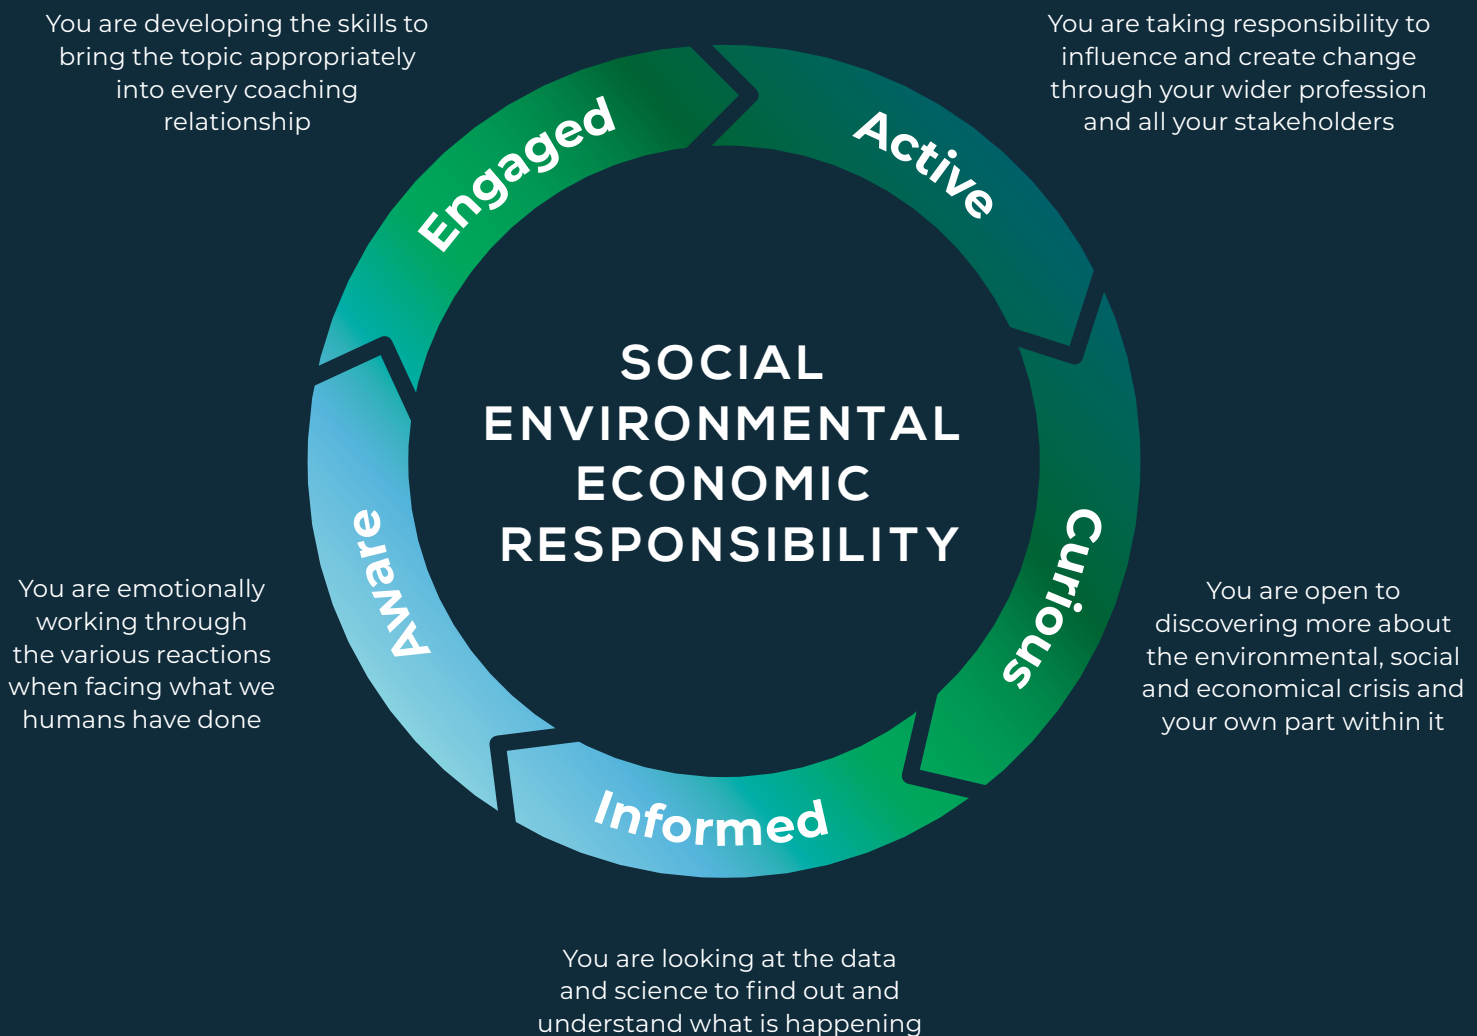 You are developing the skills to
bring the topic appropriately
into every coaching
relationship
You are taking responsibility to
influence and create change
through your wider profession
and all your stakeholders
Engaged
Active
SOCIAL
ENVIRONMENTAL
ECONOMIC
RESPONSIBILITY
Aware
Curious
You are emotionally
working through
the various reactions
when facing what we
humans have done
You are open to
discovering more about
the environmental, social
and economical crisis and
your own part within it
Informed
You are looking at the data
and science to find out and
understand what is happening